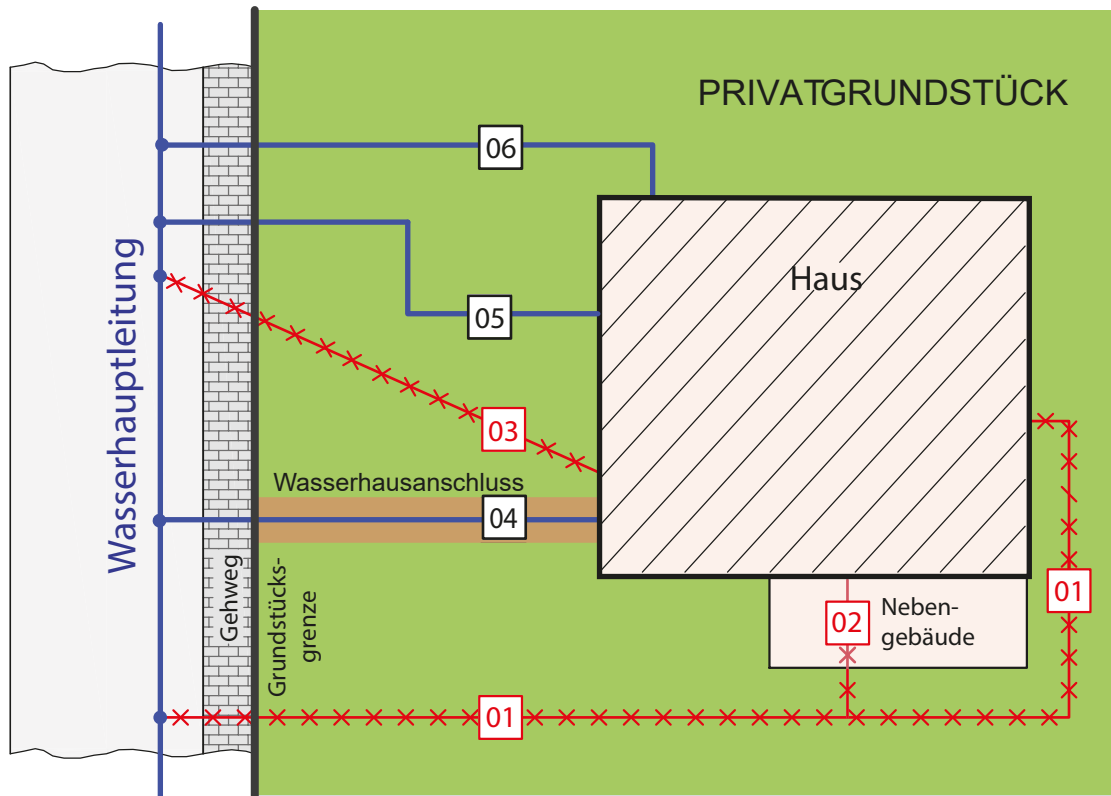 PRIVATGRUNDSTÜCK
06
Wasserhauptleitung
05
Haus
03
Wasserhausanschluss
04
Gehweg
Grundstücks-
grenze
01
02
Neben-
gebäude
01